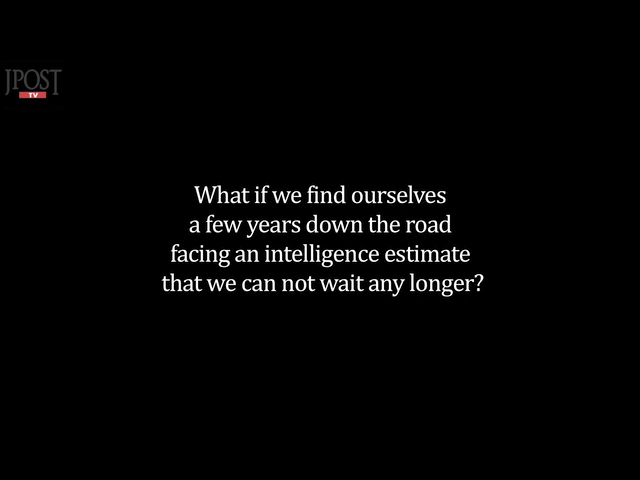 JPOST
TV
What if we find ourselves
a few years down the road
facing an intelligence estimate
that we can not wait any longer?